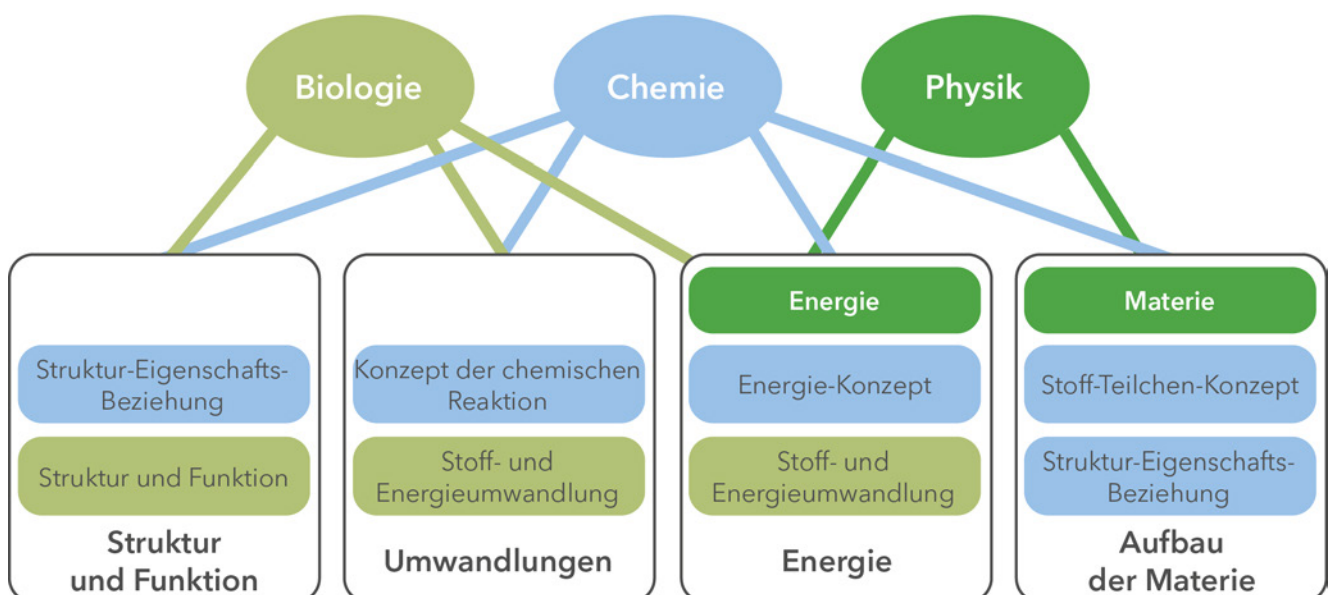 Biologie
Chemie
Physik
Struktur-Eigenschafts-
Beziehung
Struktur und Funktion
Struktur
und Funktion
Konzept der chemischen
Reaktion
Stoff- und
Energieumwandlung
Umwandlungen
Energie
Energie-Konzept
Stoff- und
Energieumwandlung
Energie
Materie
Stoff-Teilchen-Konzept
Struktur-Eigenschafts-
Beziehung
Aufbau
der Materie